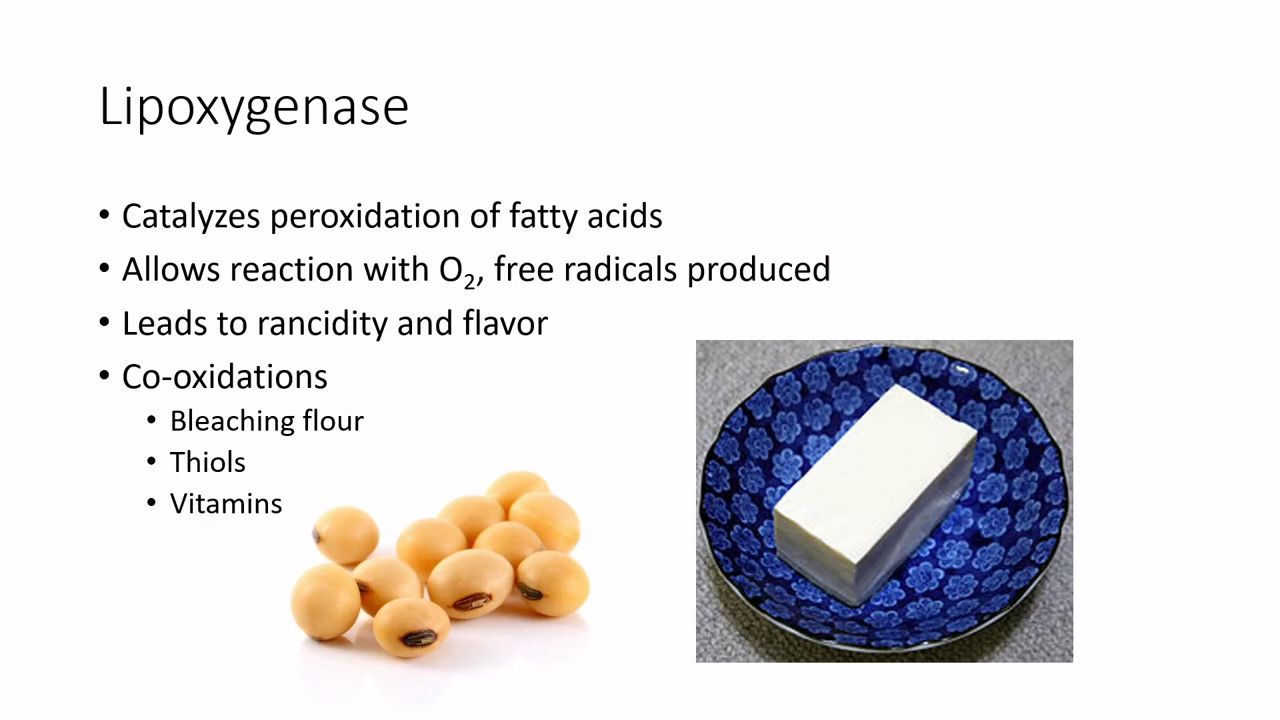 Lipoxygenase
• Catalyzes peroxidation of fatty acids
• Allows reaction with O₂, free radicals produced
• Leads to rancidity and flavor
• Co-oxidations
• Bleaching flour
• Thiols
• Vitamins